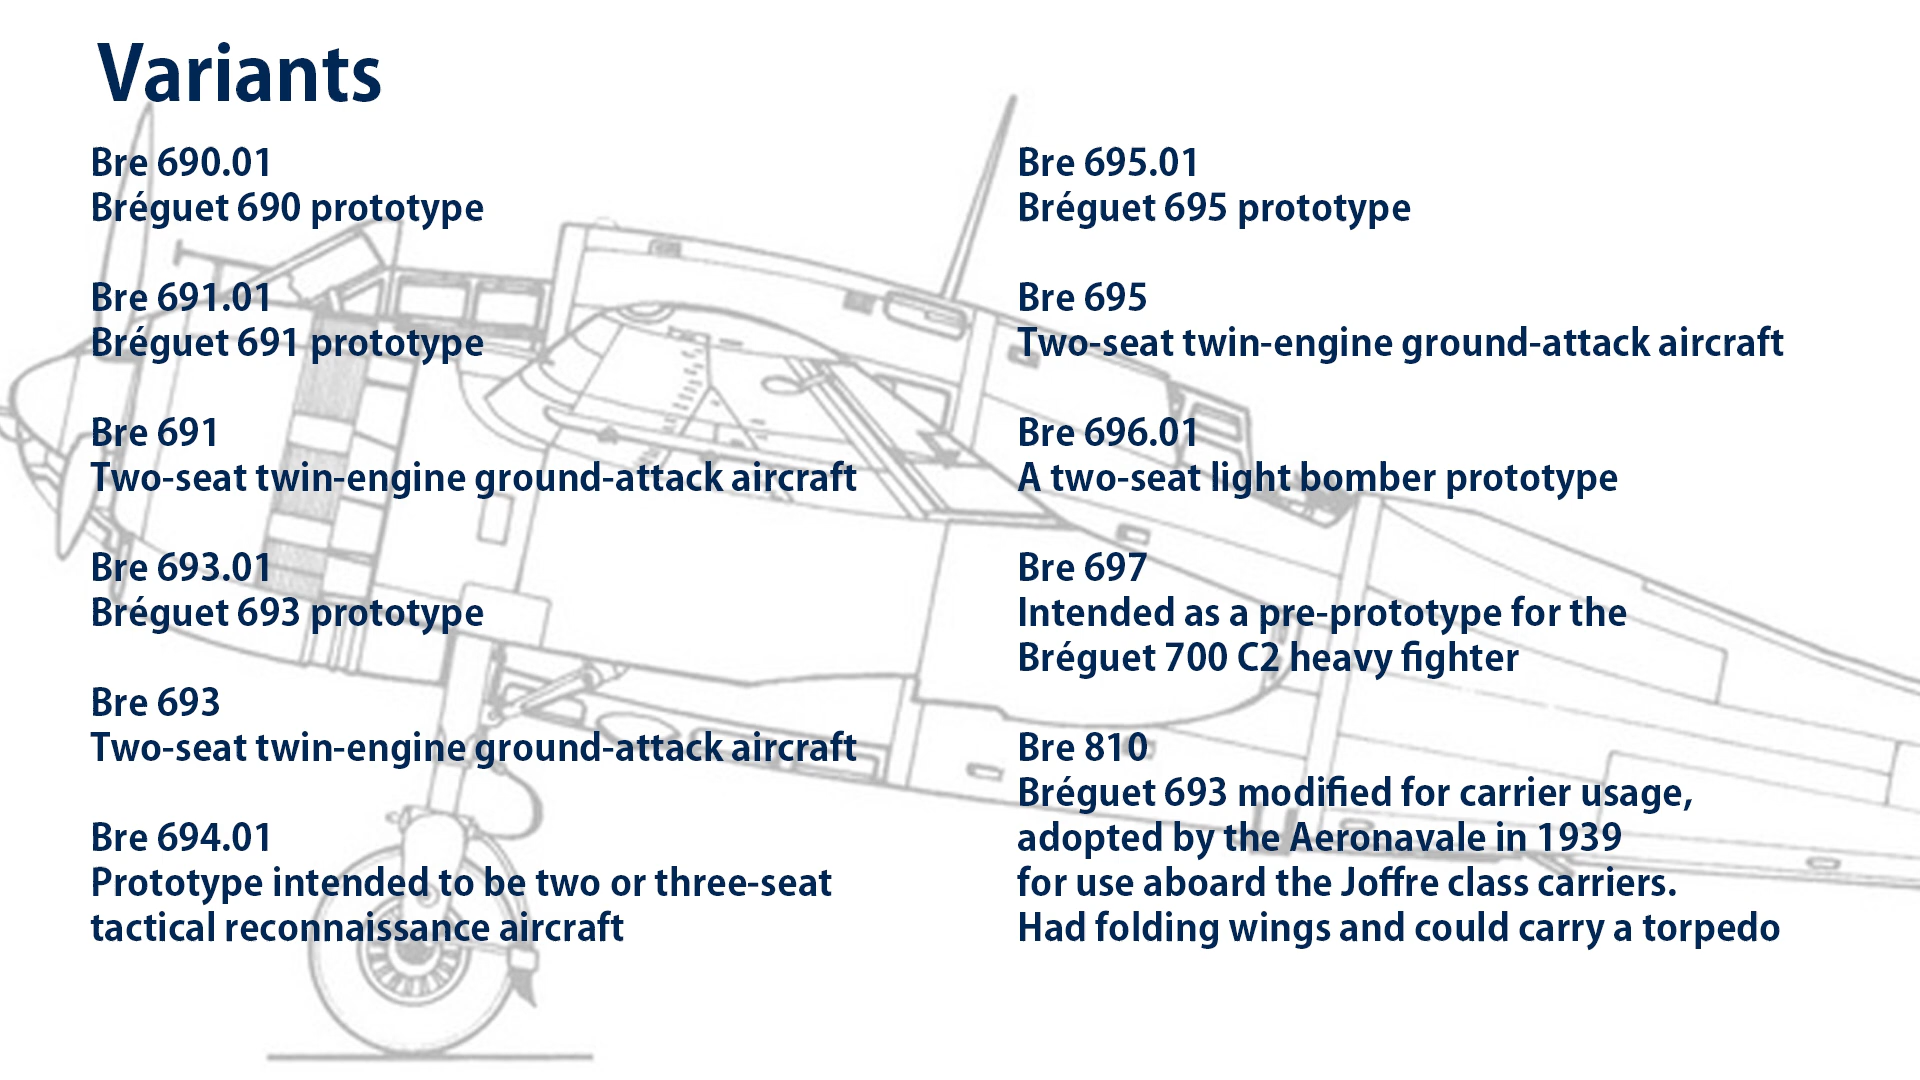 Variants
Bre 690.01
Bréguet 690 prototype
Bre 691.01
Bréguet 691 prototype
Bre 691
Two-seat twin-engine ground-attack aircraft
Bre 693.01
Bréguet 693 prototype
Bre 693
Two-seat twin-engine ground-attack aircraft
Bre 694.01
Prototype intended to be two or three-seat
tactical reconnaissance aircraft
Bre 695.01
Bréguet 695 prototype
Bre 695
Two-seat twin-engine ground-attack aircraft
Bre 696.01
A two-seat light bomber prototype
Bre 697
Intended as a pre-prototype for the
Bréguet 700 C2 heavy fighter
Bre 810
Bréguet 693 modified for carrier usage,
adopted by the Aeronavale in 1939
for use aboard the Joffre class carriers.
Had folding wings and could carry a torpedo